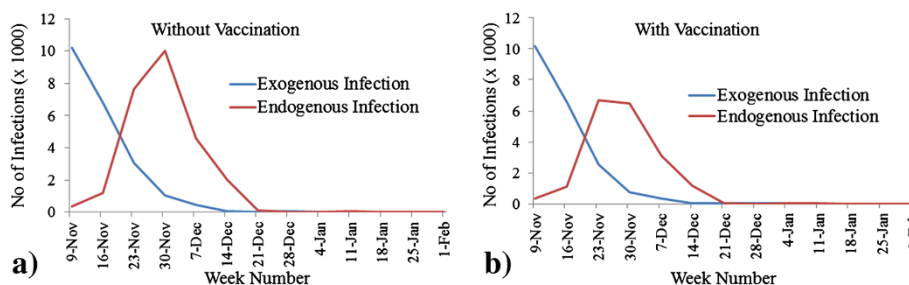 Without Vaccination
No of Infections (x 1000)
12
10
8
6
4
2
0
Exogenous Infection
Endogenous Infection
9-Nov
16-Nov
23-Nov
30-Nov
7-Dec
14-Dec
21-Dec
28-Dec
4-Jan
11-Jan
18-Jan
25-Jan
1-Feb
Week Number
a)
With Vaccination
No of Infections (x 1000)
12
10
8
6
4
2
0
Exogenous Infection
Endogenous Infection
9-Nov
16-Nov
23-Nov
30-Nov
7-Dec
14-Dec
21-Dec
28-Dec
4-Jan
11-Jan
18-Jan
25-Jan
Week Number
b)